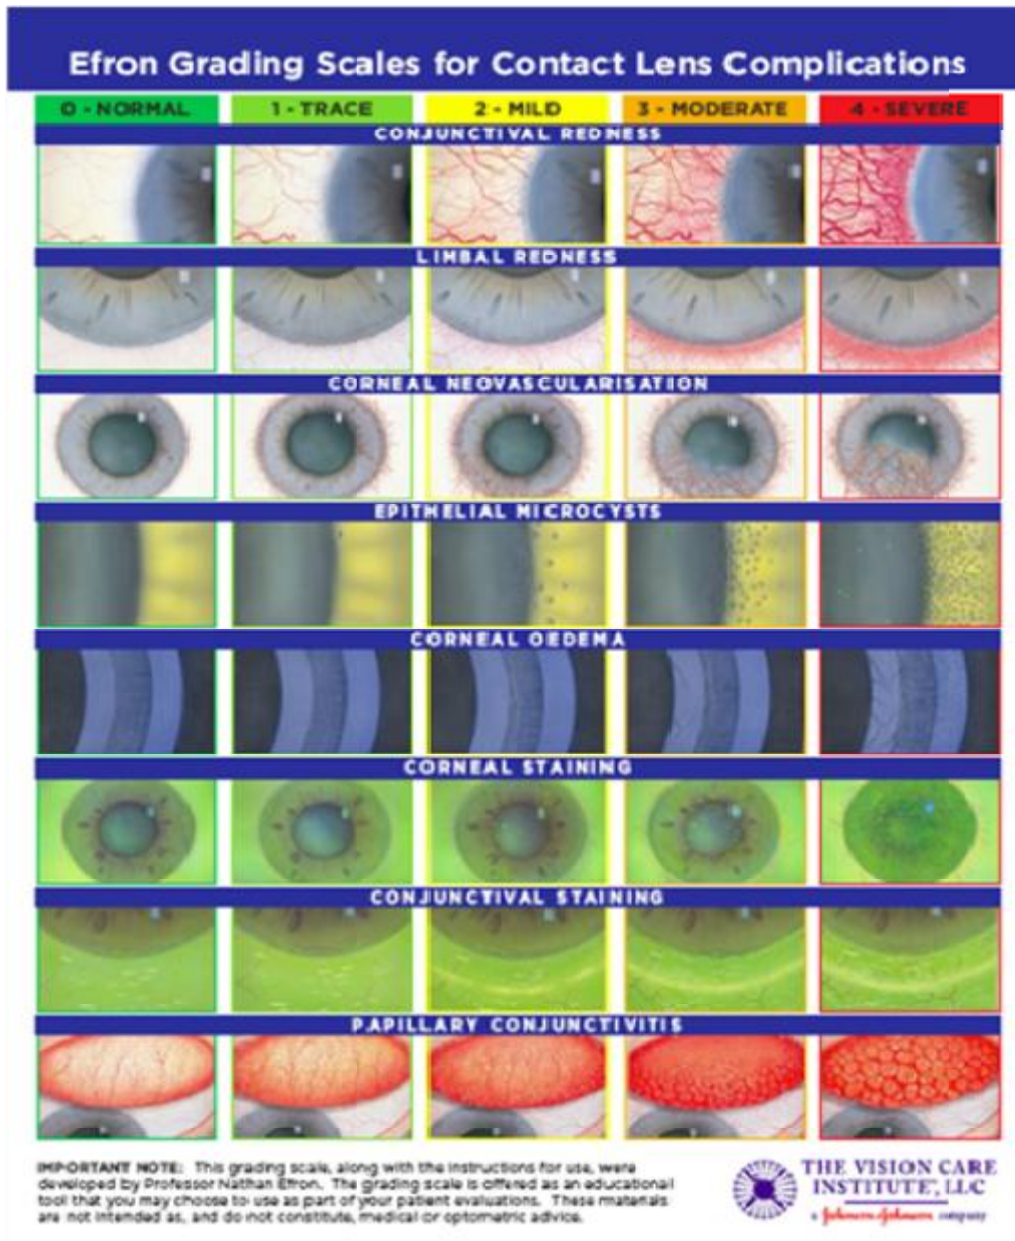 Efron Grading Scales for Contact Lens Complications
0 - NORMAL 1 - TRACE 2 - MILD 3 - MODERATE 4 - SEVERE
CONJUNCTIVAL REDNESS
LIMBAL REDNESS
CORNEAL NEOVASCULARISATION
EPITHELIAL MICROCYSTS
CORNEAL OEDEMA
CORNEAL STAINING
CONJUNCTIVAL STAINING
PAPILLARY CONJUNCTIVITIS
IMPORTANT NOTE: This grading scale, along with the instructions for use, were
developed by Professor Nathan Efron. The grading scale is offered as an educational
tool that you may choose to use as part of your patient evaluations. These materials
are not intended as, and do not constitute, medical or optometric advice.
THE VISION CARE
INSTITUTE, LLC
a Johnson & Johnson company